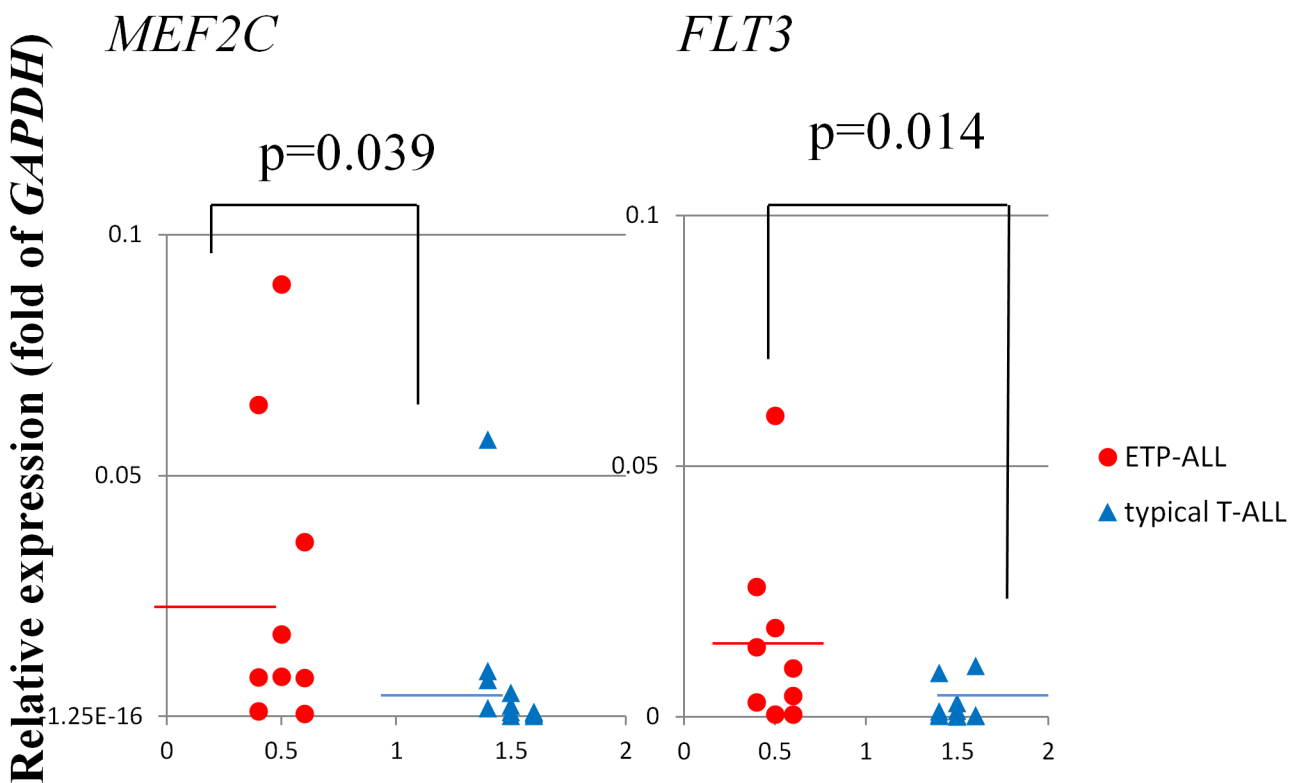 Relative expression (fold of GAPDH)
MEF2C
p=0.039
0.1
0.05
-1.25E-16
0
0.5
1
1.5
2
FLT3
p=0.014
0.1
0.05
0
0
0.5
1
1.5
2
ETP-ALL
typical T-ALL